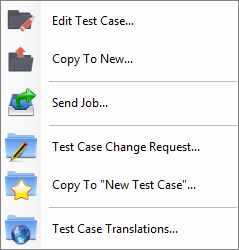 Edit Test Case...
Copy To New...
Send Job...
Test Case Change Request...
Copy To "New Test Case"...
Test Case Translations...